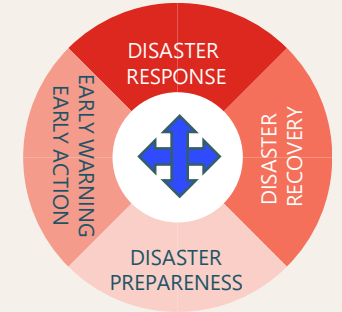 DISASTER
RESPONSE
EARLY WARNING
EARLY ACTION
DISASTER
RECOVERY
DISASTER
PREPARENESS